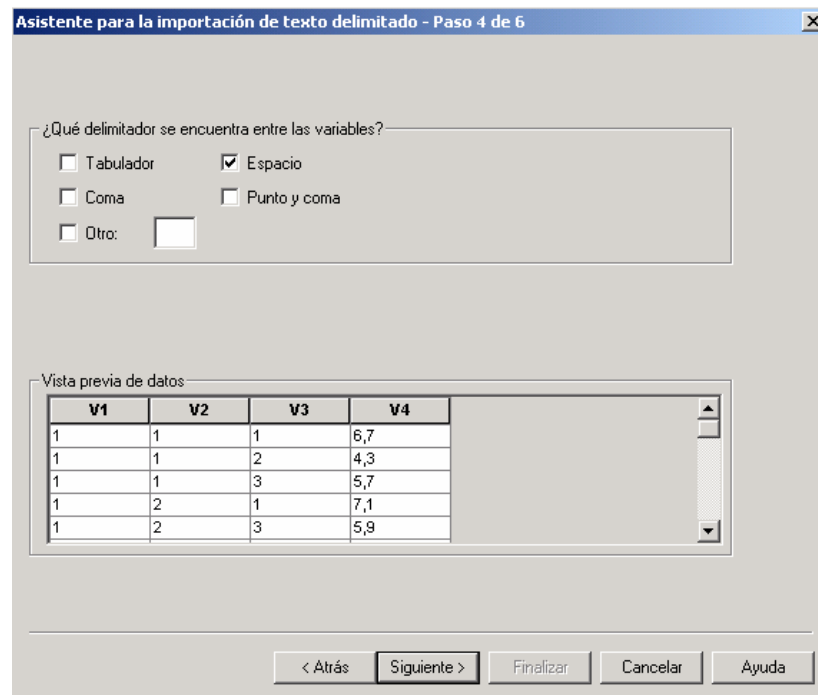 Asistente para la importación de texto delimitado - Paso 4 de 6
¿Qué delimitador se encuentra entre las variables?
Tabulador Espacio
Coma Punto y coma
Otro:
Vista previa de datos
V1 V2 V3 V4
1 1 1 6,7
1 1 2 4,3
1 1 3 5,7
1 2 1 7,1
1 2 3 5,9
< Atrás Siguiente > Finalizar Cancelar Ayuda